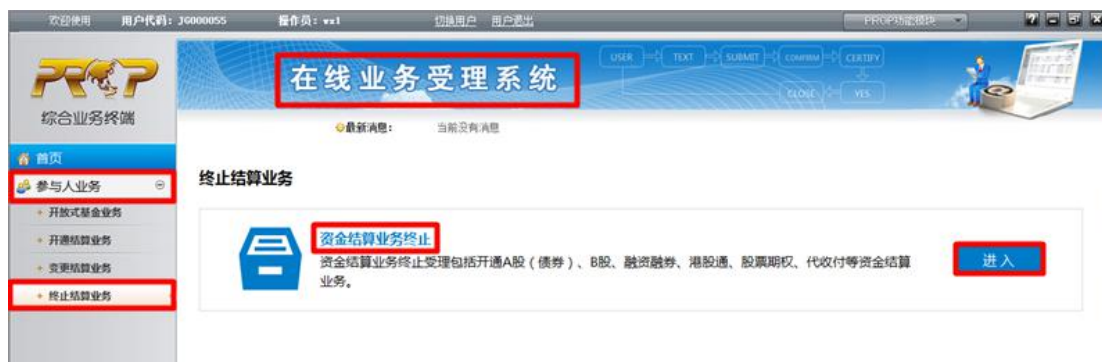 欢迎使用 用户代码：JG000055 操作员：vx1 切换用户 用户退出 PROP功能模块
PROP
综合业务终端
在线业务受理系统
USER TEXT SUBMIT CONFIRM CERTIFY
CLOSE YES
最新消息： 当前没有消息
首页
参与人业务
开放式基金业务
开通结算业务
变更结算业务
终止结算业务
终止结算业务
资金结算业务终止
资金结算业务终止受理包括开通A股（债券）、B股、融资融券、港股通、股票期权、代收付等资金结算
业务。
进入